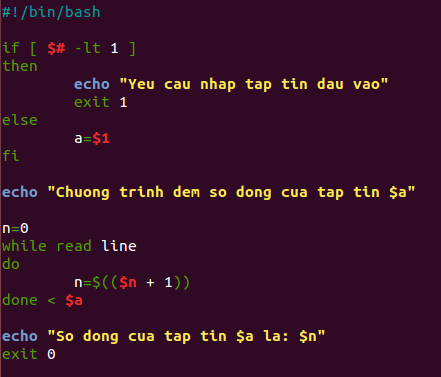 #!/bin/bash
if [ $# -lt 1 ]
then
echo "Yeu cau nhap tap tin dau vao"
exit 1
else
a=$1
fi
echo "Chuong trinh dem so dong cua tap tin $a"
n=0
while read line
do
n=$(($n + 1))
done < $a
echo "So dong cua tap tin $a la: $n"
exit 0